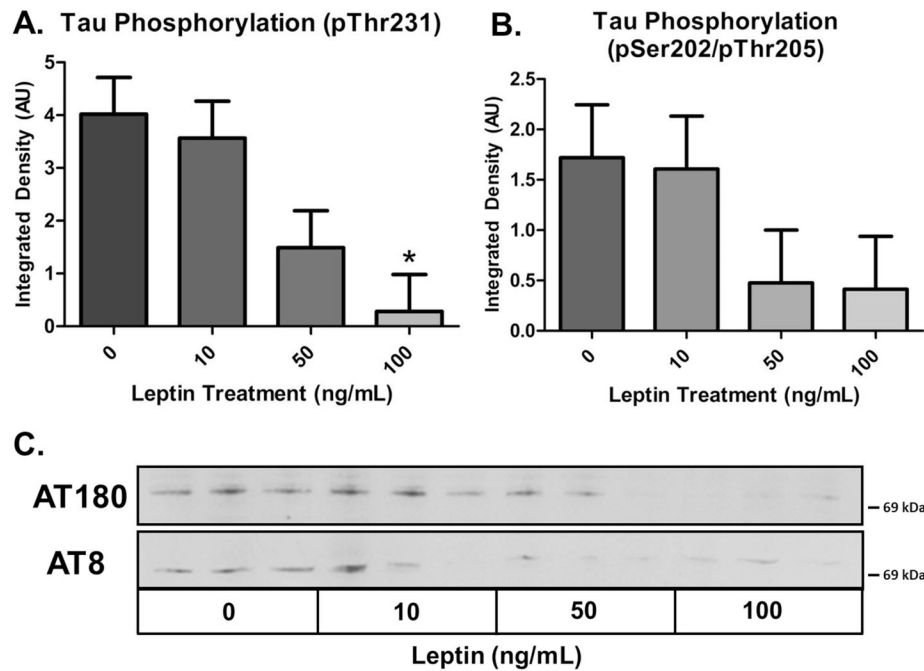 A. Tau Phosphorylation (pThr231)
Integrated Density (AU)
5
4
3
2
1
0
*
0 10 50 100
Leptin Treatment (ng/mL)
B. Tau Phosphorylation
(pSer202/pThr205)
Integrated Density (AU)
2.5
2.0
1.5
1.0
0.5
0.0
0 10 50 100
Leptin Treatment (ng/mL)
C.
AT180
69 kDa
AT8
69 kDa
0 10 50 100
Leptin (ng/mL)